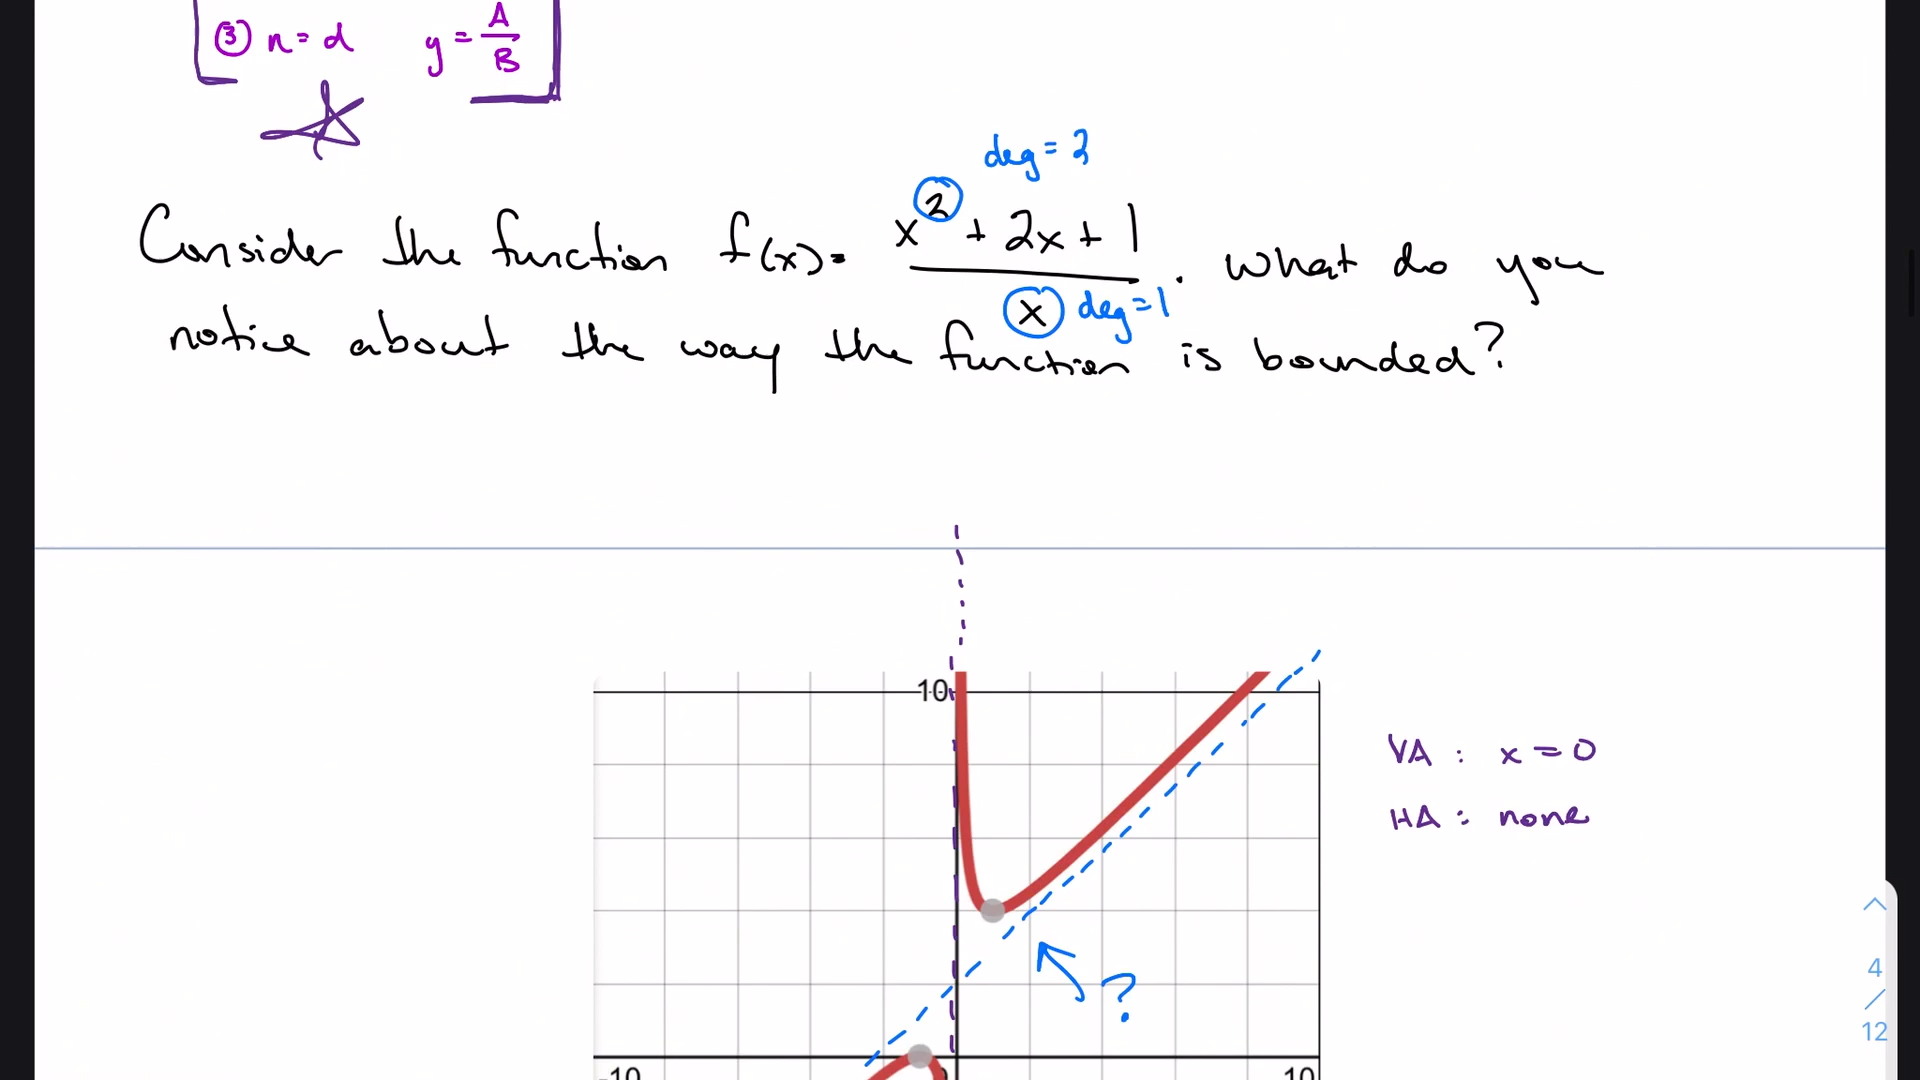 ③ n = d y = A/B
deg = 2
Consider the function f(x) = x² + 2x + 1 / x . What do you
deg = 1
notice about the way the function is bounded?
10
VA : x = 0
HA : none
?
4
/
12
-10 0 10